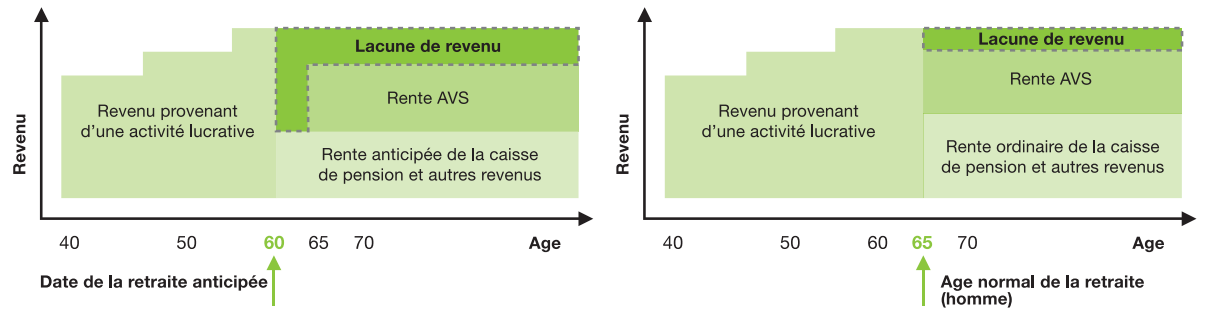 Revenu
Lacune de revenu
Rente AVS
Revenu provenant
d'une activité lucrative
Rente anticipée de la caisse
de pension et autres revenus
40
50
60
65
70
Age
Date de la retraite anticipée
Revenu
Lacune de revenu
Rente AVS
Revenu provenant
d'une activité lucrative
Rente ordinaire de la caisse
de pension et autres revenus
40
50
60
65
70
Age
Age normal de la retraite
(homme)